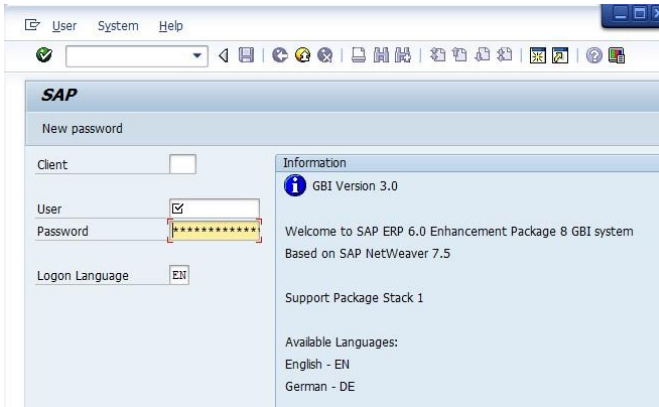 User System Help
SAP
New password
Client
User
Password ************
Logon Language EN
Information
GBI Version 3.0
Welcome to SAP ERP 6.0 Enhancement Package 8 GBI system
Based on SAP NetWeaver 7.5
Support Package Stack 1
Available Languages:
English - EN
German - DE